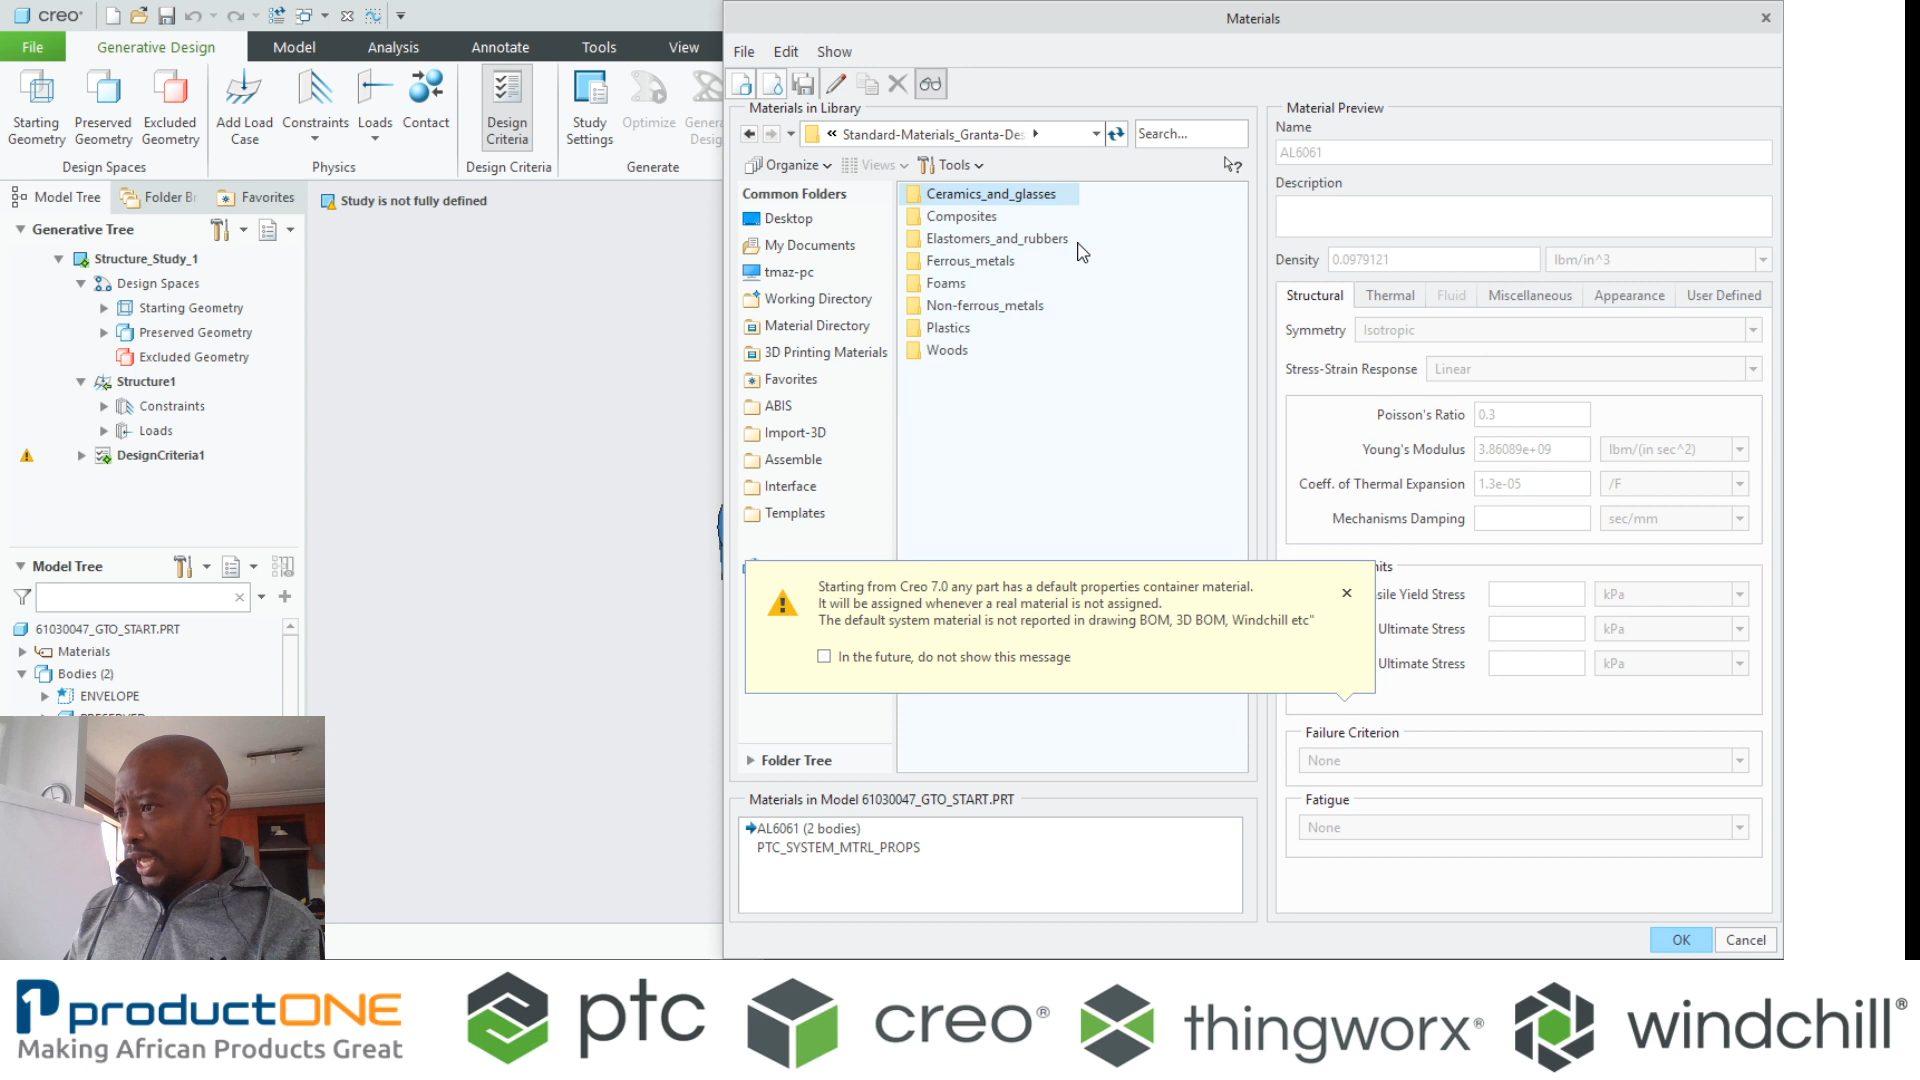 creo®
File
Generative Design
Model
Analysis
Annotate
Tools
View
Starting Geometry
Preserved Geometry
Excluded Geometry
Add Load Case
Constraints
Loads
Contact
Design Criteria
Study Settings
Optimize
Design Spaces
Physics
Design Criteria
Generate
Model Tree
Folder Br
Favorites
Study is not fully defined
Generative Tree
Structure_Study_1
Design Spaces
Starting Geometry
Preserved Geometry
Excluded Geometry
Structure1
Constraints
Loads
DesignCriteria1
Model Tree
61030047_GTO_START.PRT
Materials
Bodies (2)
ENVELOPE
Materials
File
Edit
Show
Materials in Library
« Standard-Materials_Granta-Des
Search...
Organize
Views
Tools
Common Folders
Desktop
My Documents
tmaz-pc
Working Directory
Material Directory
3D Printing Materials
Favorites
ABIS
Import-3D
Assemble
Interface
Templates
Folder Tree
Ceramics_and_glasses
Composites
Elastomers_and_rubbers
Ferrous_metals
Foams
Non-ferrous_metals
Plastics
Woods
Starting from Creo 7.0 any part has a default properties container material.
It will be assigned whenever a real material is not assigned.
The default system material is not reported in drawing BOM, 3D BOM, Windchill etc"
In the future, do not show this message
Materials in Model 61030047_GTO_START.PRT
AL6061 (2 bodies)
PTC_SYSTEM_MTRL_PROPS
Material Preview
Name
AL6061
Description
Density 0.0979121 lbm/in^3
Structural
Thermal
Fluid
Miscellaneous
Appearance
User Defined
Symmetry Isotropic
Stress-Strain Response Linear
Poisson's Ratio 0.3
Young's Modulus 3.86089e+09 lbm/(in sec^2)
Coeff. of Thermal Expansion 1.3e-05 /F
Mechanisms Damping sec/mm
its
sile Yield Stress kPa
Ultimate Stress kPa
Ultimate Stress kPa
Failure Criterion
None
Fatigue
None
OK
Cancel
productONE
Making African Products Great
ptc
creo®
thingworx®
windchill®